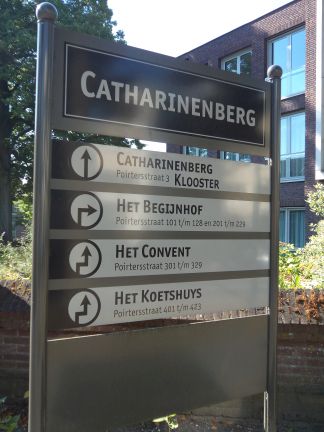 CATHARINENBERG
CATHARINENBERG
Poirtersstraat 3 KLOOSTER
HET BEGIJNHOF
Poirtersstraat 101 t/m 128 en 201 t/m 229
HET CONVENT
Poirtersstraat 301 t/m 329
HET KOETSHUYS
Poirtersstraat 401 t/m 423